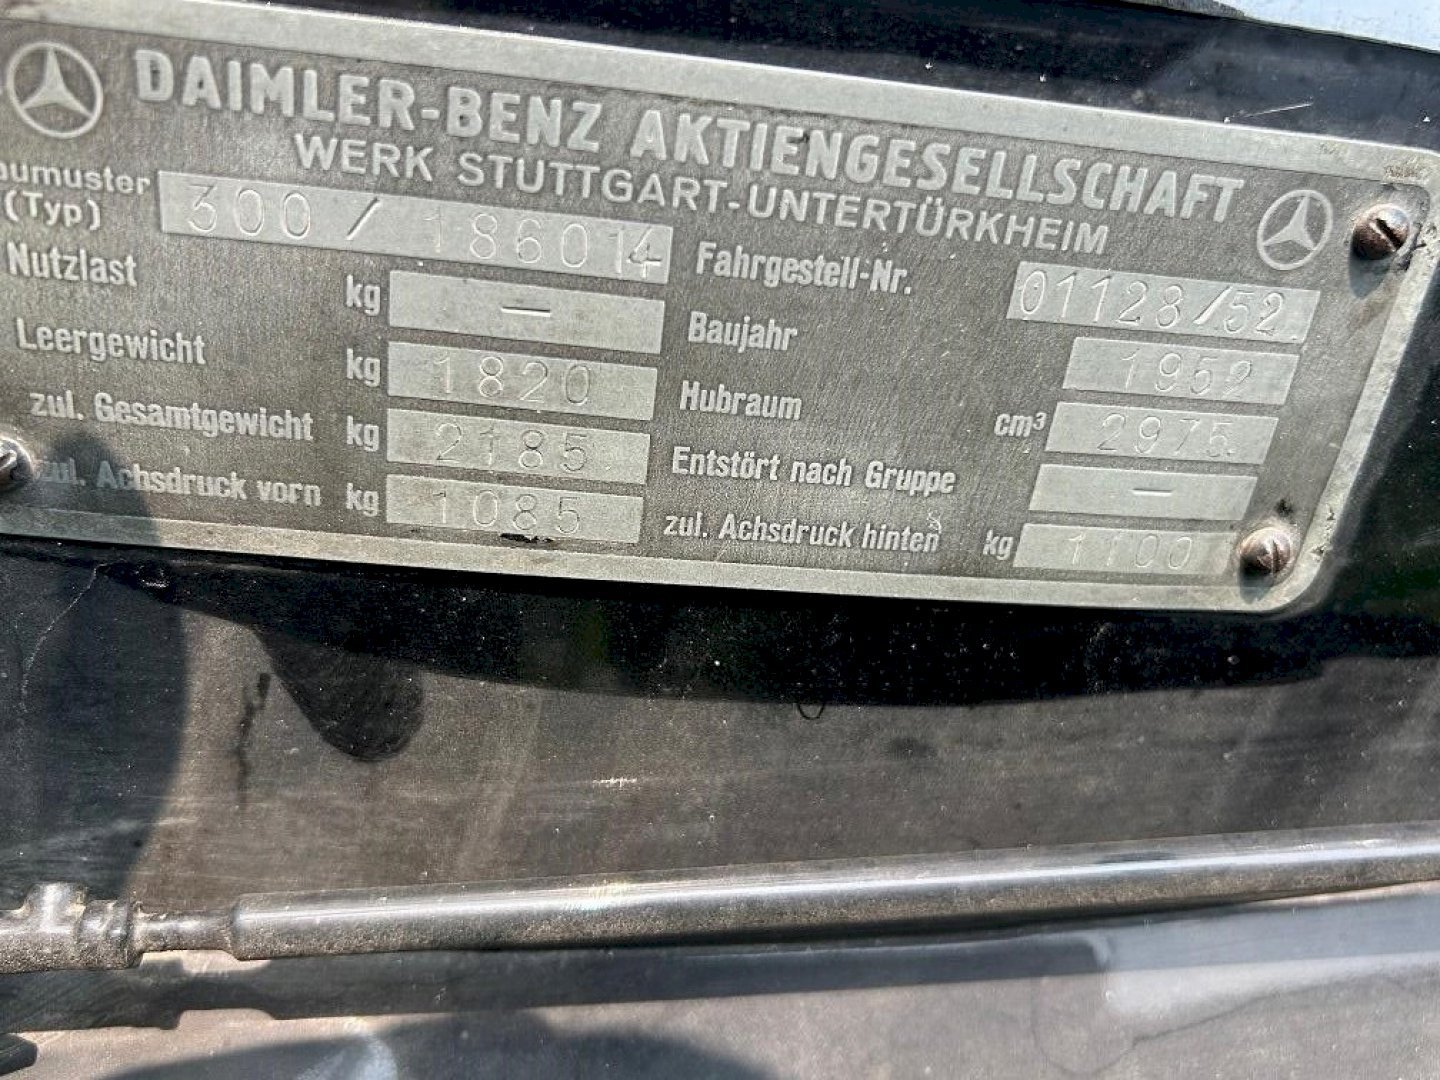 DAIMLER-BENZ AKTIENGESELLSCHAFT
WERK STUTTGART-UNTERTÜRKHEIM
aumuster (Typ) 300 / 186014
Nutzlast kg —
Leergewicht kg 1820
zul. Gesamtgewicht kg 2185
zul. Achsdruck vorn kg 1085
Fahrgestell-Nr. 01128/52
Baujahr 1952
Hubraum cm³ 2975.
Entstört nach Gruppe —
zul. Achsdruck hinten kg 1100